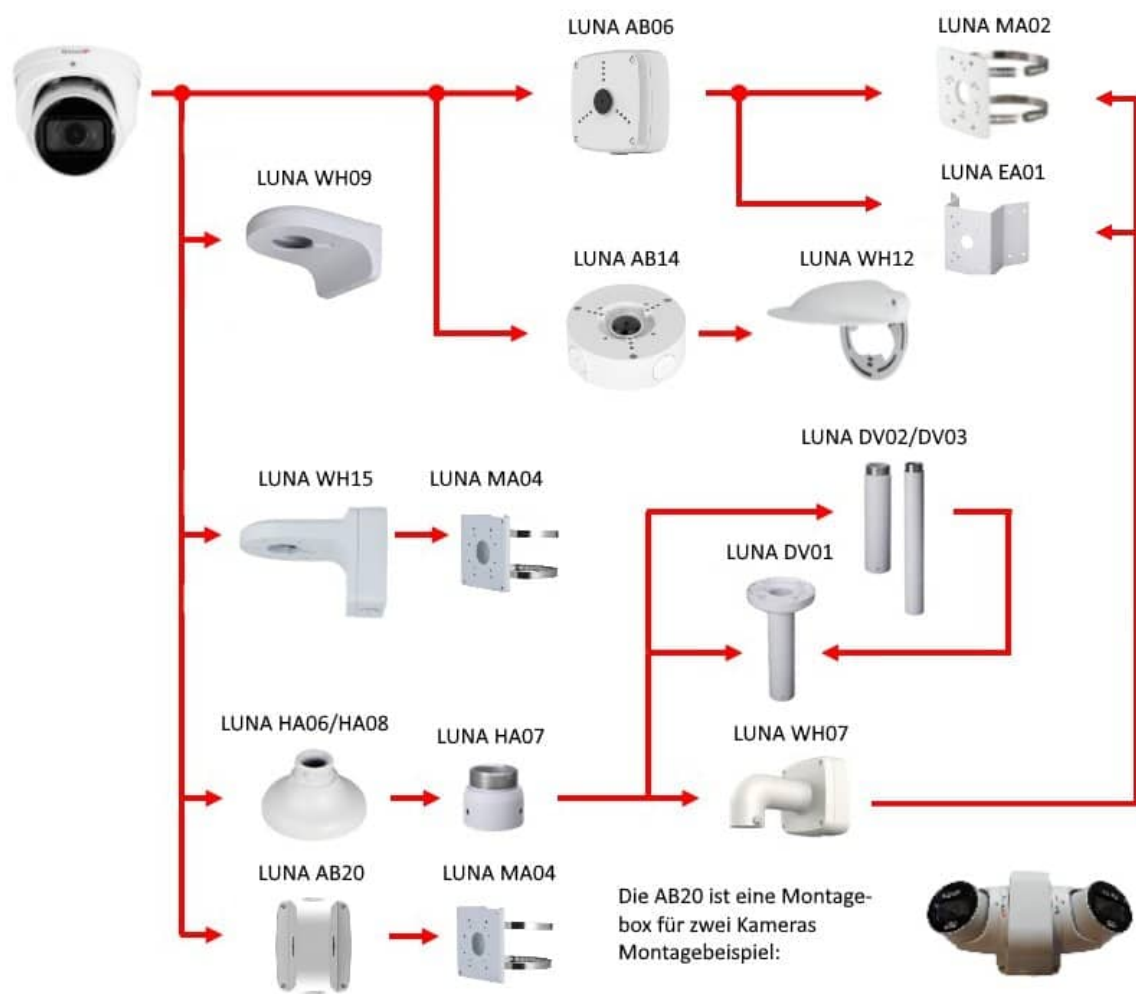 LUNA AB06
LUNA MA02
LUNA WH09
LUNA EA01
LUNA AB14
LUNA WH12
LUNA DV02/DV03
LUNA WH15
LUNA MA04
LUNA DV01
LUNA HA06/HA08
LUNA HA07
LUNA WH07
LUNA AB20
LUNA MA04
Die AB20 ist eine Montage-
box für zwei Kameras
Montagebeispiel: